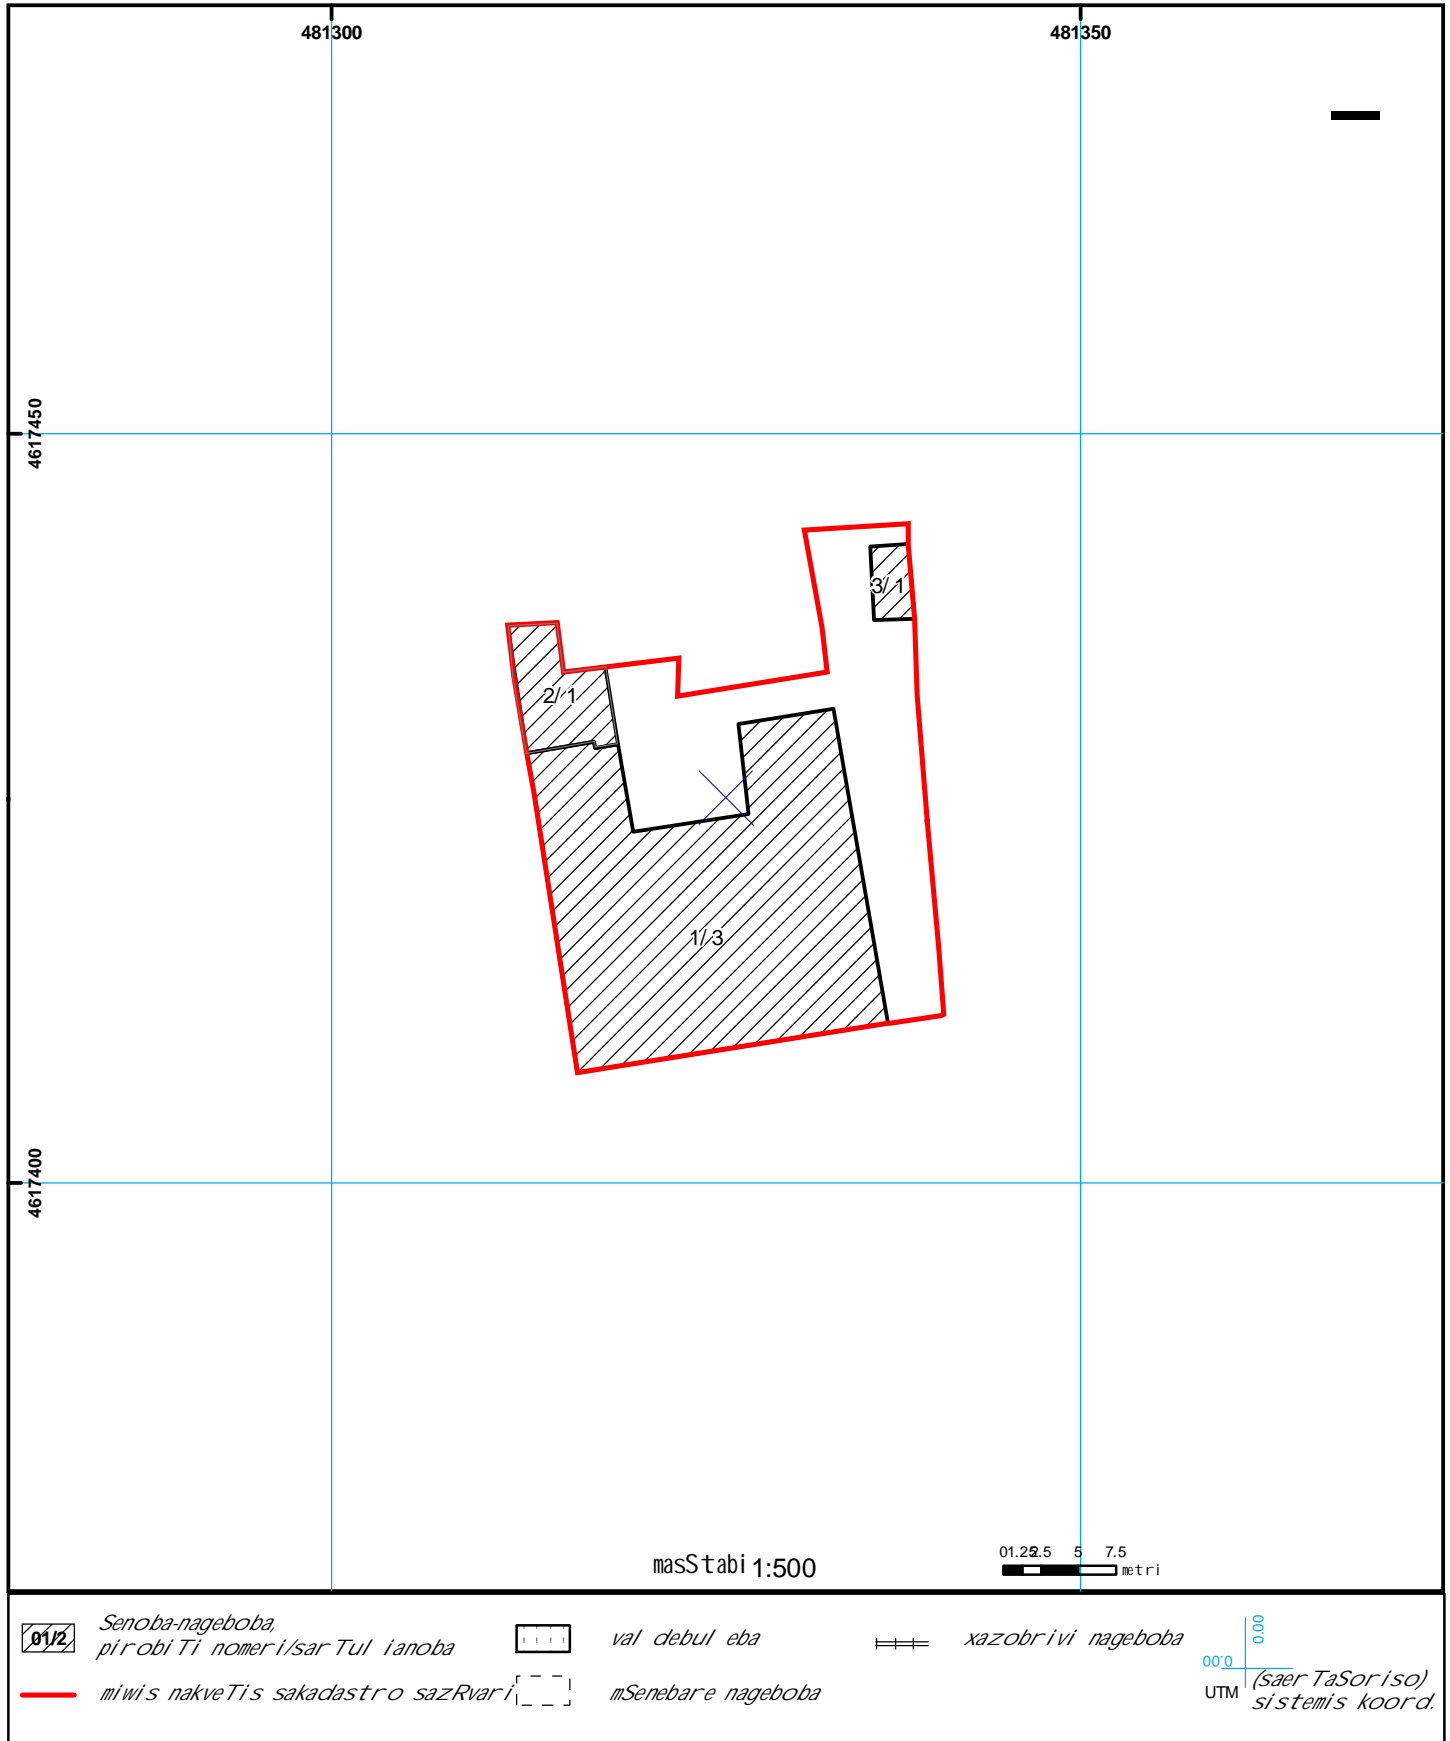 481300 481350
4617450
3/ 1
2/ 1
1/ 3
4617400
masStabi 1:500
0 1.25 2.5 5 7.5
metri
01/2
Senoba-nageboba,
pirobiTi nomeri/sarTulianoba
valdebuleba
xazobrivi nageboba
00'0
00'0
miwis nakveTis sakadastro sazRvari
mSenebare nageboba
UTM
(saerTaSoriso)
sistemis koord.